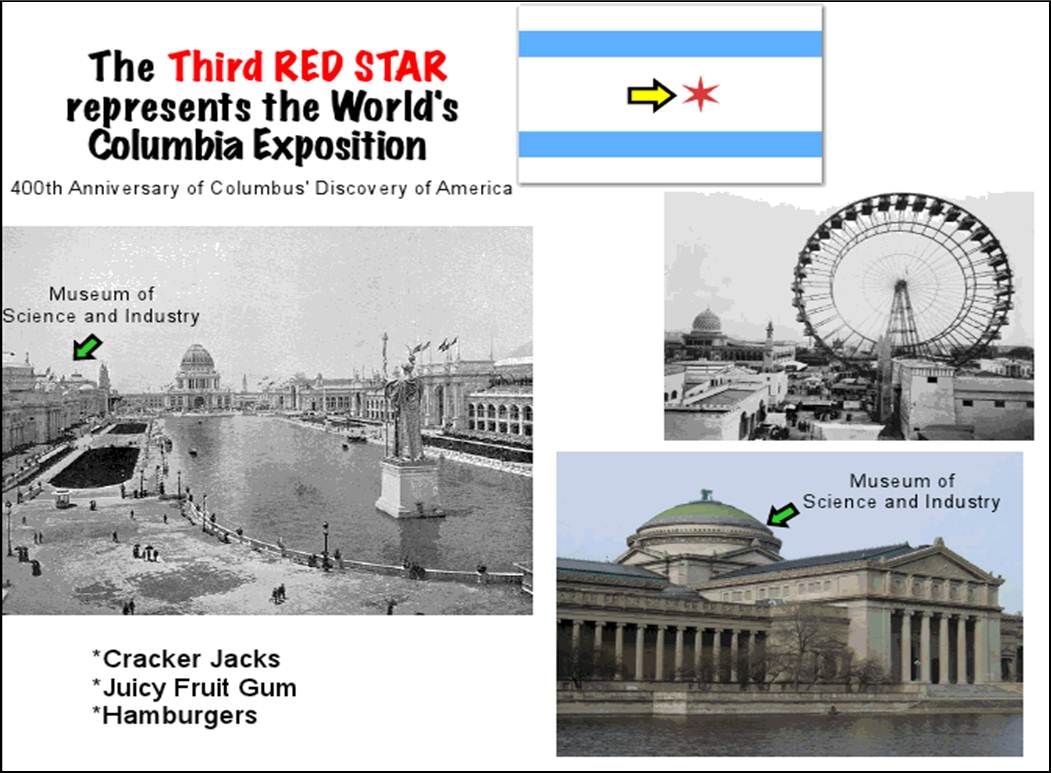 The Third RED STAR
represents the World's
Columbia Exposition
400th Anniversary of Columbus' Discovery of America
Museum of
Science and Industry
Museum of
Science and Industry
*Cracker Jacks
*Juicy Fruit Gum
*Hamburgers